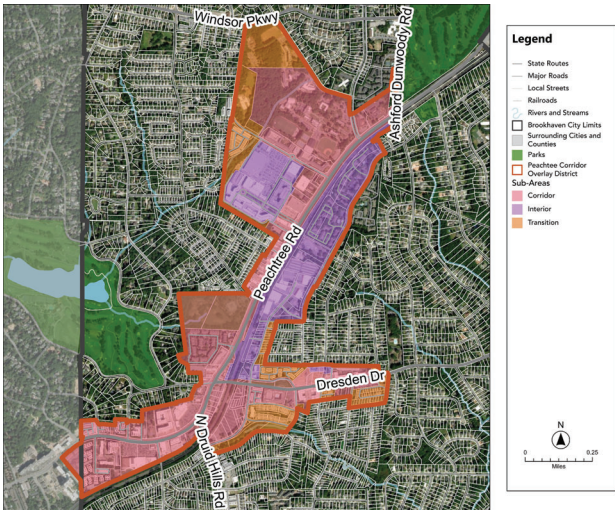 Windsor Pkwy
Ashford Dunwoody Rd
Peachtree Rd
Dresden Dr
N Druid Hills Rd
Legend
State Routes
Major Roads
Local Streets
Railroads
Rivers and Streams
Brookhaven City Limits
Surrounding Cities and
Counties
Parks
Peachtee Corridor
Overlay District
Sub-Areas
Corridor
Interior
Transition
N
0 0.25
Miles